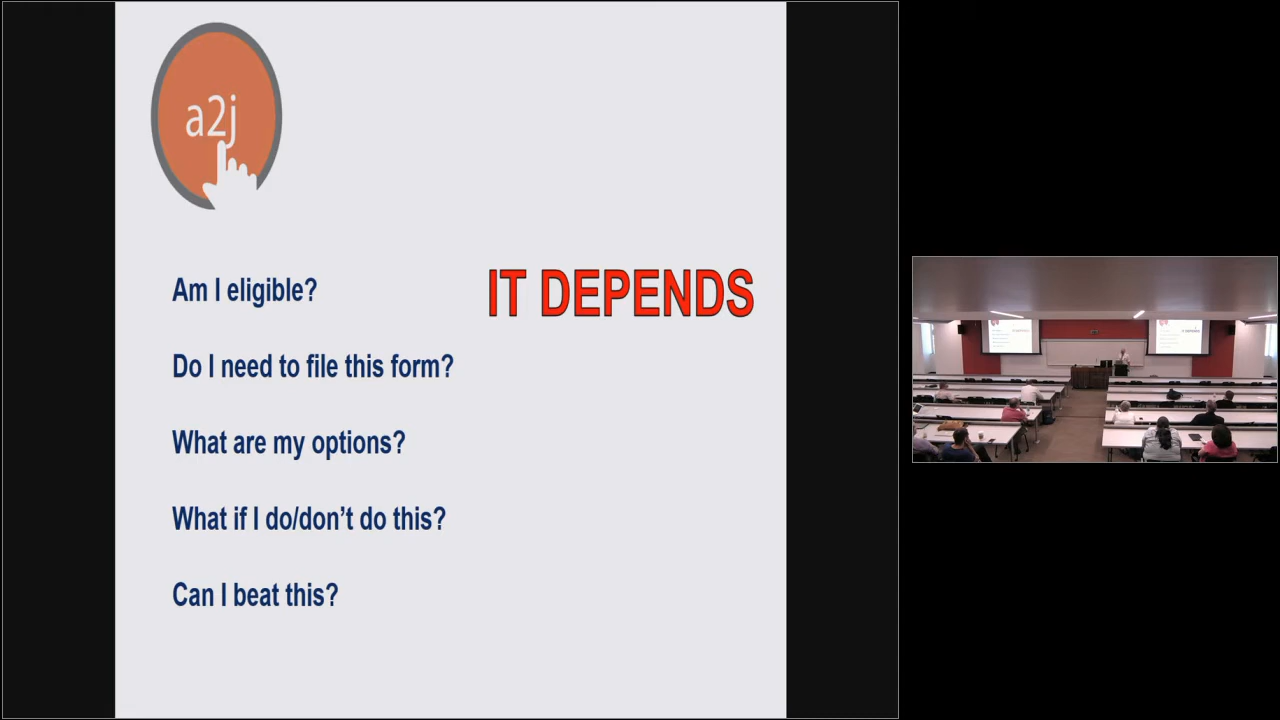 a2j
Am I eligible?
IT DEPENDS
Do I need to file this form?
What are my options?
What if I do/don’t do this?
Can I beat this?